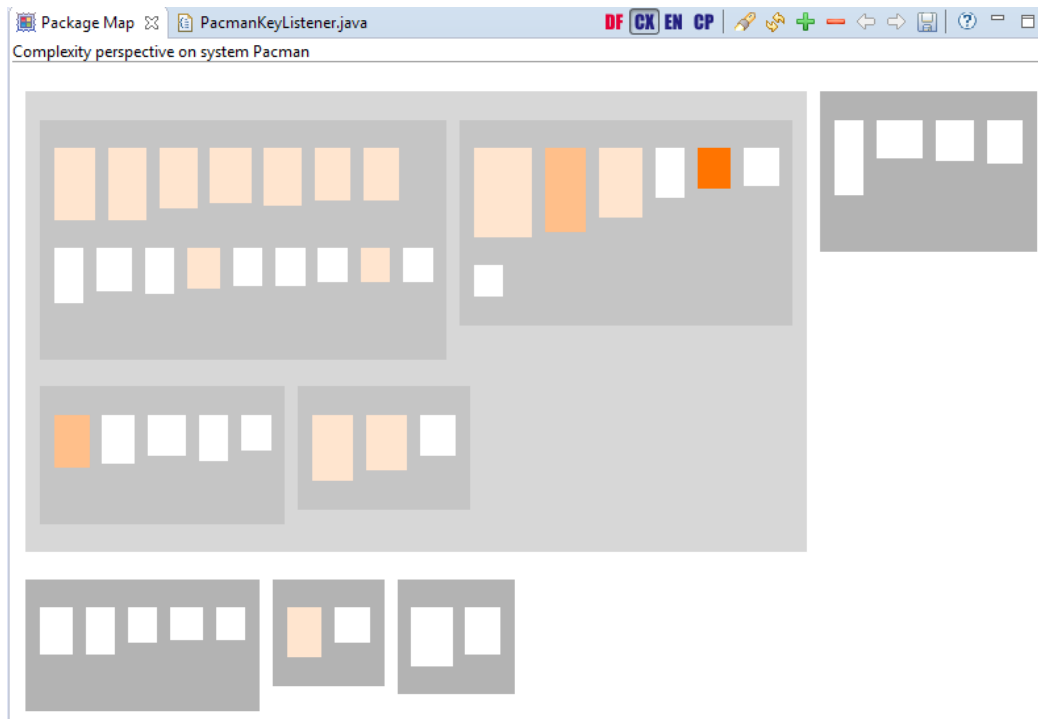 Package Map PacmanKeyListener.java DF CX EN CP
Complexity perspective on system Pacman